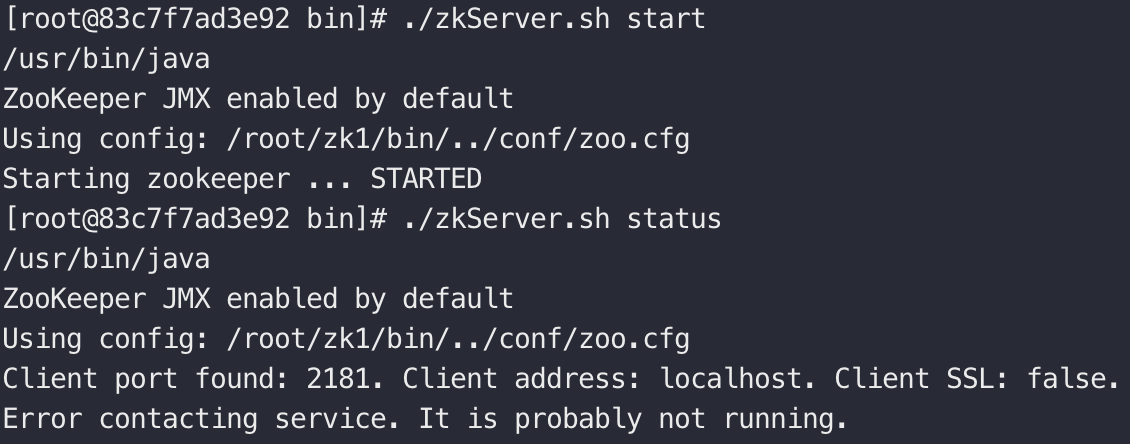 [root@83c7f7ad3e92 bin]# ./zkServer.sh start
/usr/bin/java
ZooKeeper JMX enabled by default
Using config: /root/zk1/bin/../conf/zoo.cfg
Starting zookeeper ... STARTED
[root@83c7f7ad3e92 bin]# ./zkServer.sh status
/usr/bin/java
ZooKeeper JMX enabled by default
Using config: /root/zk1/bin/../conf/zoo.cfg
Client port found: 2181. Client address: localhost. Client SSL: false.
Error contacting service. It is probably not running.